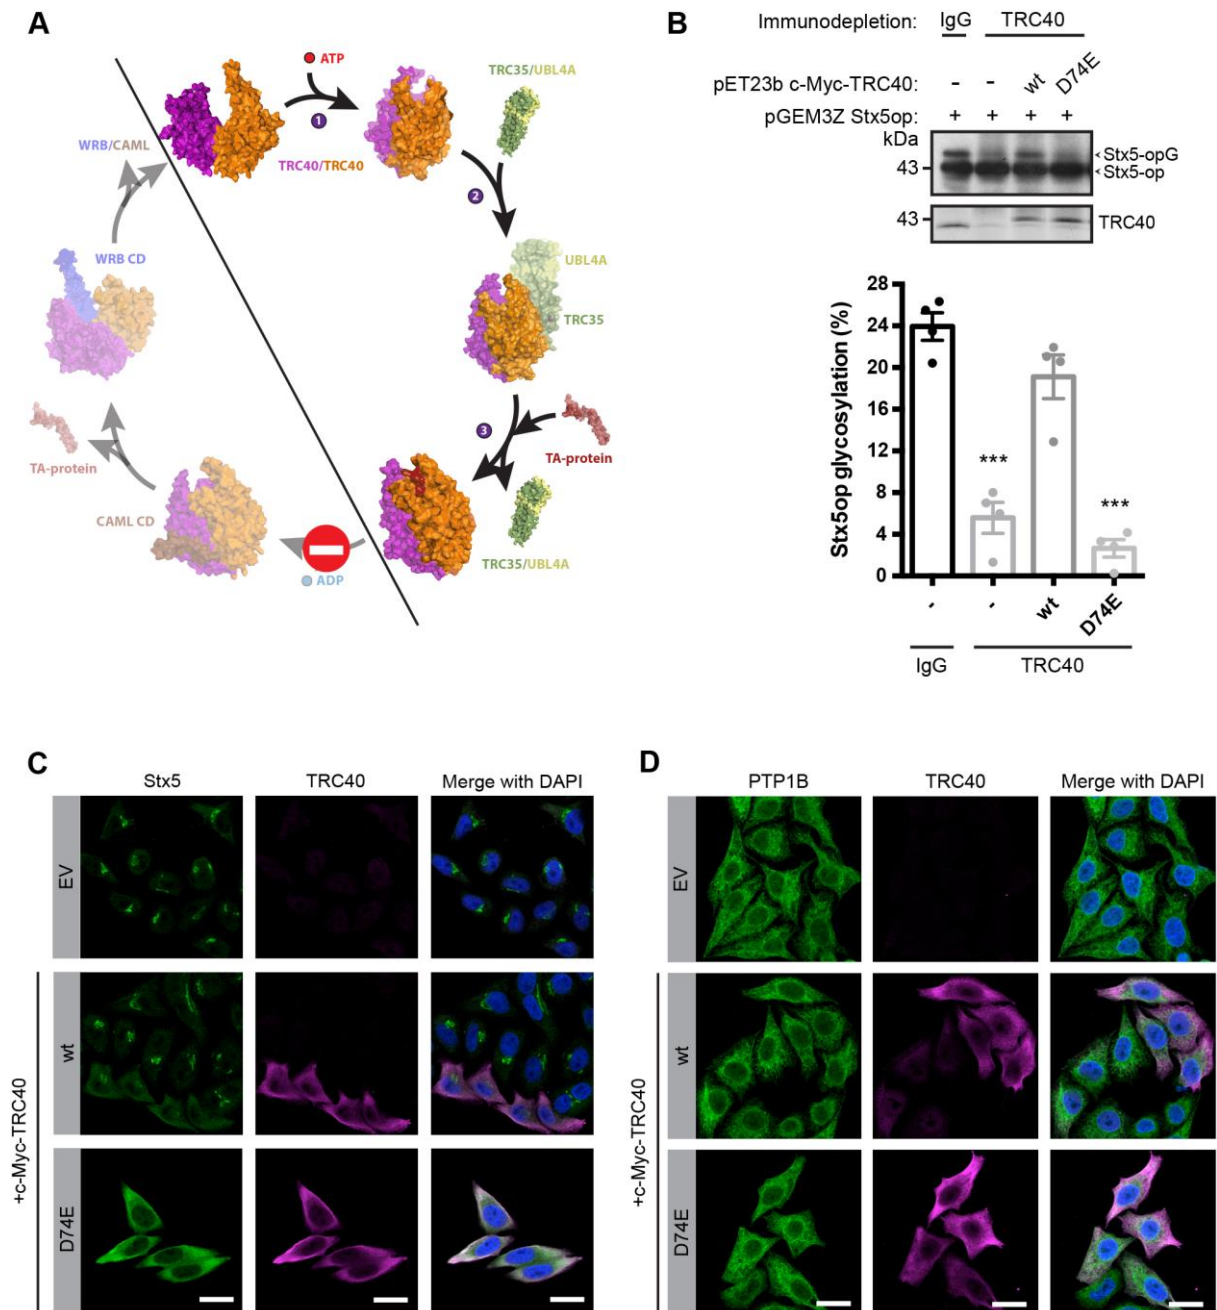 A
ATP
TRC35/UBL4A
1
WRB/CAML
TRC40/TRC40
2
WRB CD
UBL4A
TRC35
3
TA-protein
TA-protein
CAML CD
ADP
TRC35/UBL4A
B
Immunodepletion: IgG TRC40
pET23b c-Myc-TRC40: - - wt D74E
pGEM3Z Stx5op: + + + +
kDa
43 Stx5-opG
Stx5-op
43 TRC40
Stx5op glycosylation (%)
28
24
20
16
12
8
4
0
*** ***
- - wt D74E
IgG TRC40
C
Stx5 TRC40 Merge with DAPI
EV
+c-Myc-TRC40
wt
D74E
D
PTP1B TRC40 Merge with DAPI
EV
+c-Myc-TRC40
wt
D74E